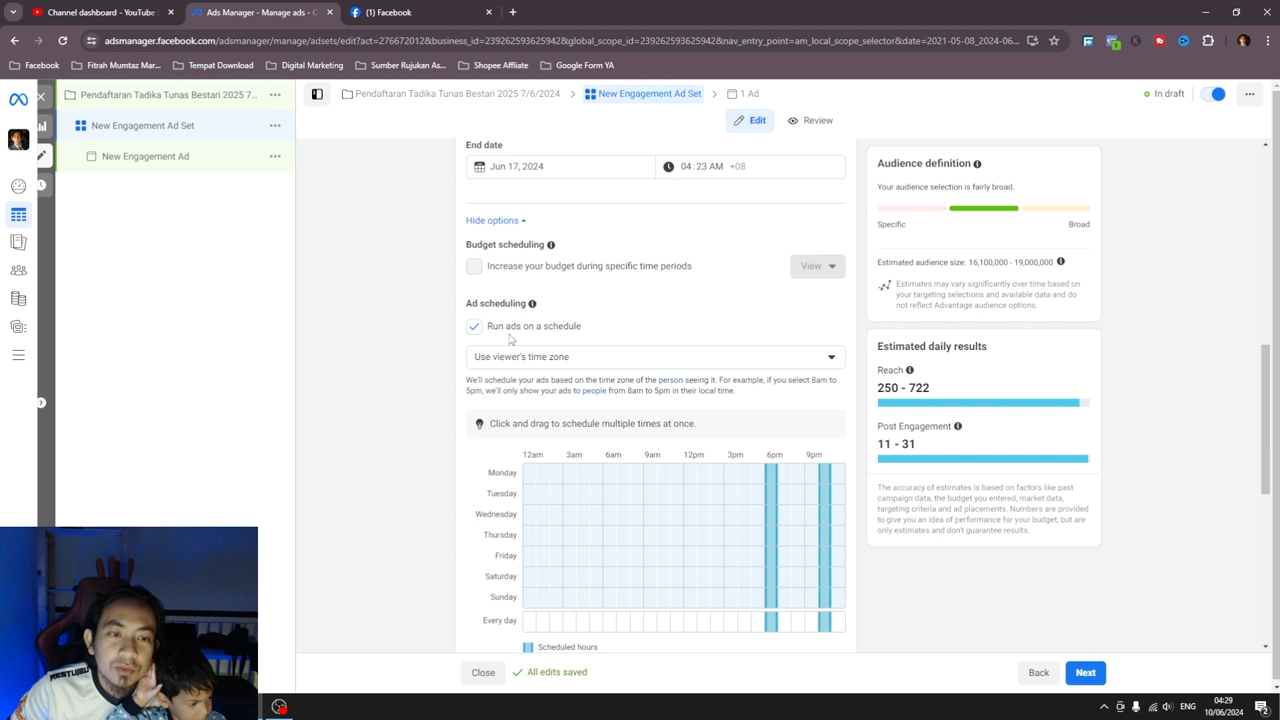 Channel dashboard - YouTub
Ads Manager - Manage ads - C
(1) Facebook
adsmanager.facebook.com/adsmanager/manage/adsets/edit?act=276672012&business_id=239262593625942&global_scope_id=239262593625942&nav_entry_point=am_local_scope_selector&date=2021-05-08_2024-06...
Facebook
Fitrah Mumtaz Mar...
Tempat Download
Digital Marketing
Sumber Rujukan As...
Shopee Affiliate
Google Form YA
Pendaftaran Tadika Tunas Bestari 2025 7...
New Engagement Ad Set
New Engagement Ad
Pendaftaran Tadika Tunas Bestari 2025 7/6/2024
New Engagement Ad Set
1 Ad
In draft
Edit
Review
End date
Jun 17, 2024
04:23 AM +08
Hide options
Budget scheduling
Increase your budget during specific time periods
View
Ad scheduling
Run ads on a schedule
Use viewer's time zone
We'll schedule your ads based on the time zone of the person seeing it. For example, if you select 8am to
5pm, we'll only show your ads to people from 8am to 5pm in their local time.
Click and drag to schedule multiple times at once.
12am 3am 6am 9am 12pm 3pm 6pm 9pm
Monday
Tuesday
Wednesday
Thursday
Friday
Saturday
Sunday
Every day
Scheduled hours
Close
All edits saved
Back
Next
Audience definition
Your audience selection is fairly broad.
Specific
Broad
Estimated audience size: 16,100,000 - 19,000,000
Estimates may vary significantly over time based on
your targeting selections and available data and do
not reflect Advantage audience options.
Estimated daily results
Reach
250 - 722
Post Engagement
11 - 31
The accuracy of estimates is based on factors like past
campaign data, the budget you entered, market data,
targeting criteria and ad placements. Numbers are provided
to give you an idea of performance for your budget, but are
only estimates and don't guarantee results.
ENG
04:29
10/06/2024